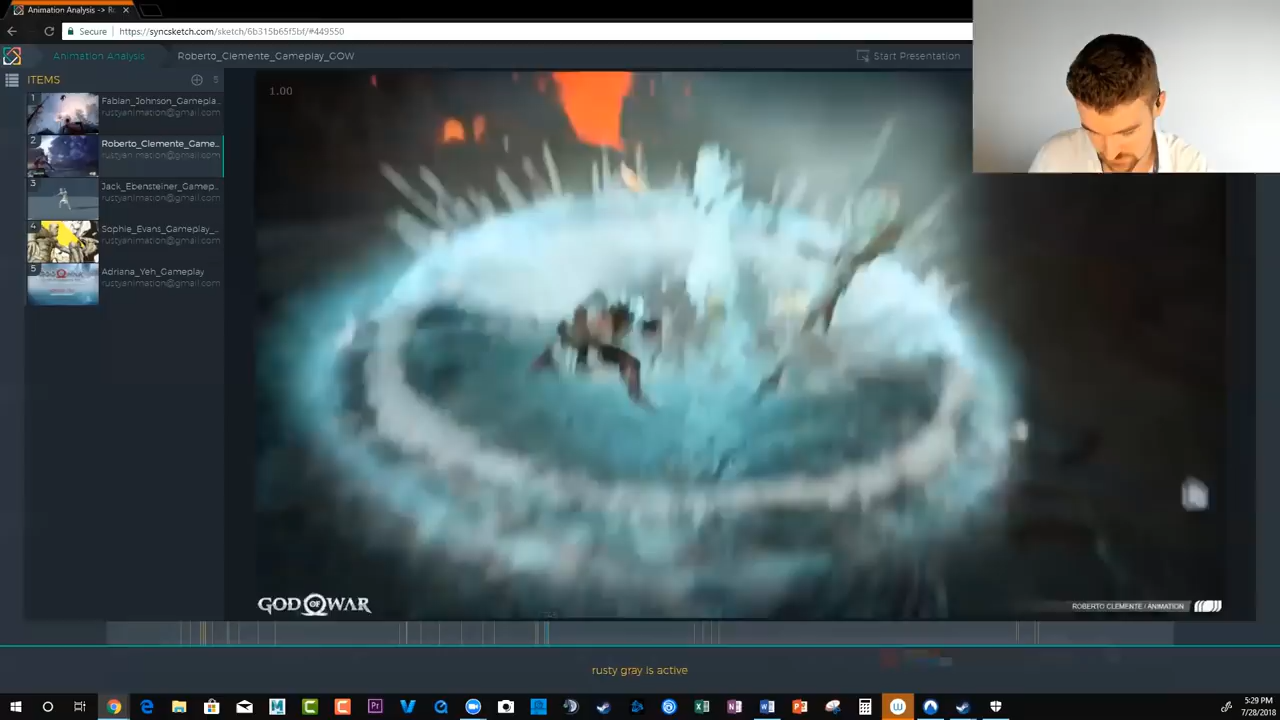 Animation Analysis -> R
Secure
https://syncsketch.com/sketch/6b315b65f5bf/#449550
Animation Analysis
Roberto_Clemente_Gameplay_GOW
Start Presentation
ITEMS
5
1
Fabian_Johnson_Gamepla...
rustyanimation@gmail.com
2
Roberto_Clemente_Game...
rustyanimation@gmail.com
3
Jack_Ebensteiner_Gamep...
rustyanimation@gmail.com
4
Sophie_Evans_Gameplay_...
rustyanimation@gmail.com
5
Adriana_Yeh_Gameplay
rustyanimation@gmail.com
1.00
GOD OF WAR
ROBERTO CLEMENTE / ANIMATION
rusty gray is active
5:29 PM
7/28/2018